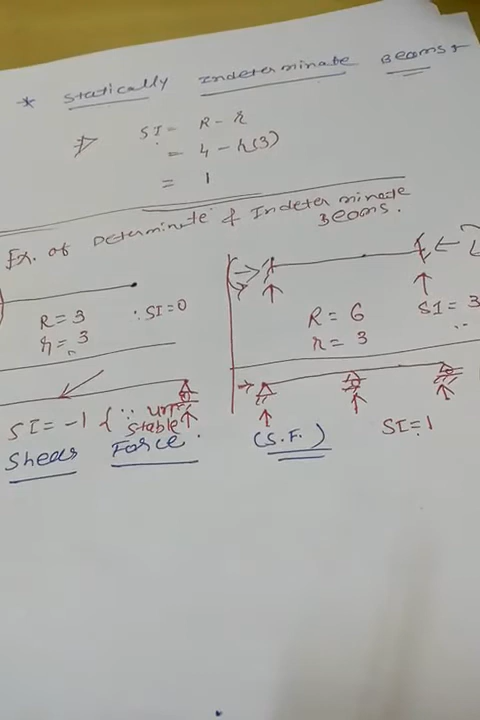 * Statically Indeterminate Beams
⇒ SI = R - r
= 4 - r(3)
= 1
Ex. of Determinate & Indeterminate Beams.
R = 3 ∴ SI = 0
r = 3
R = 6 SI = 3
r = 3
SI = -1 { ∵ unstable
SI = 1
Shear Force. (S.F.)